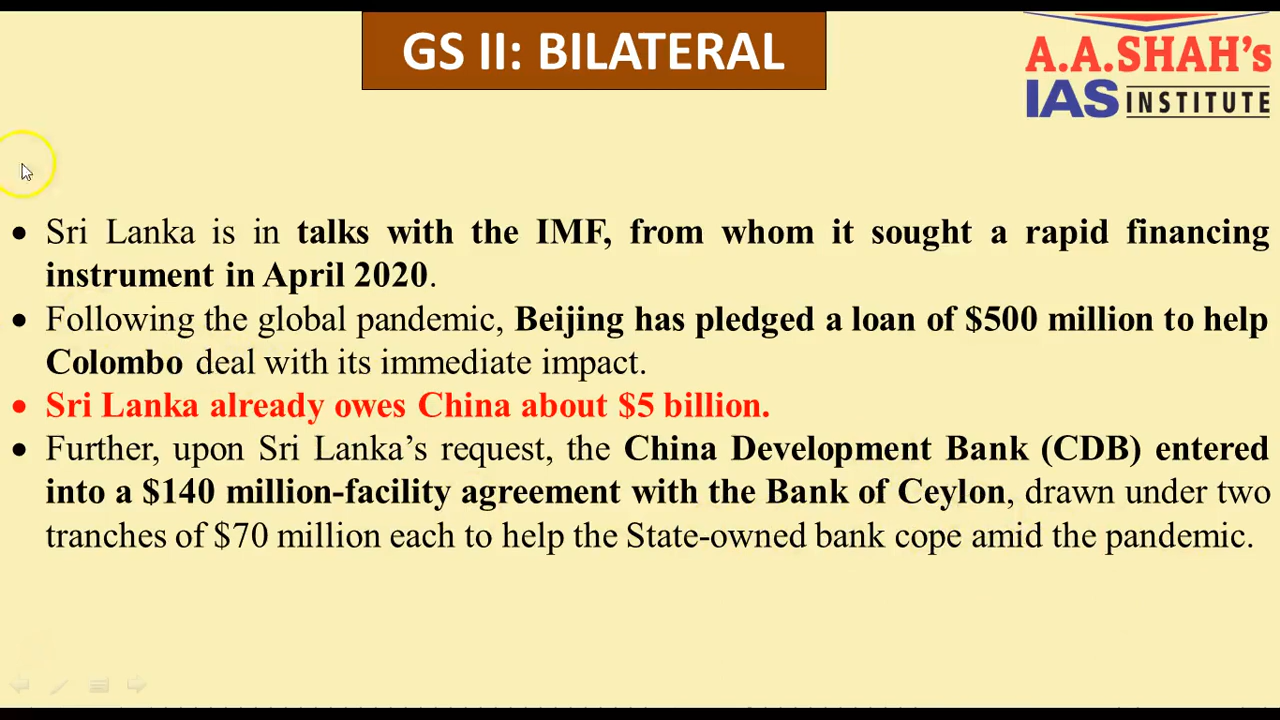 GS II: BILATERAL
A.A.SHAH's
IAS INSTITUTE
• Sri Lanka is in talks with the IMF, from whom it sought a rapid financing
instrument in April 2020.
• Following the global pandemic, Beijing has pledged a loan of $500 million to help
Colombo deal with its immediate impact.
• Sri Lanka already owes China about $5 billion.
• Further, upon Sri Lanka’s request, the China Development Bank (CDB) entered
into a $140 million-facility agreement with the Bank of Ceylon, drawn under two
tranches of $70 million each to help the State-owned bank cope amid the pandemic.